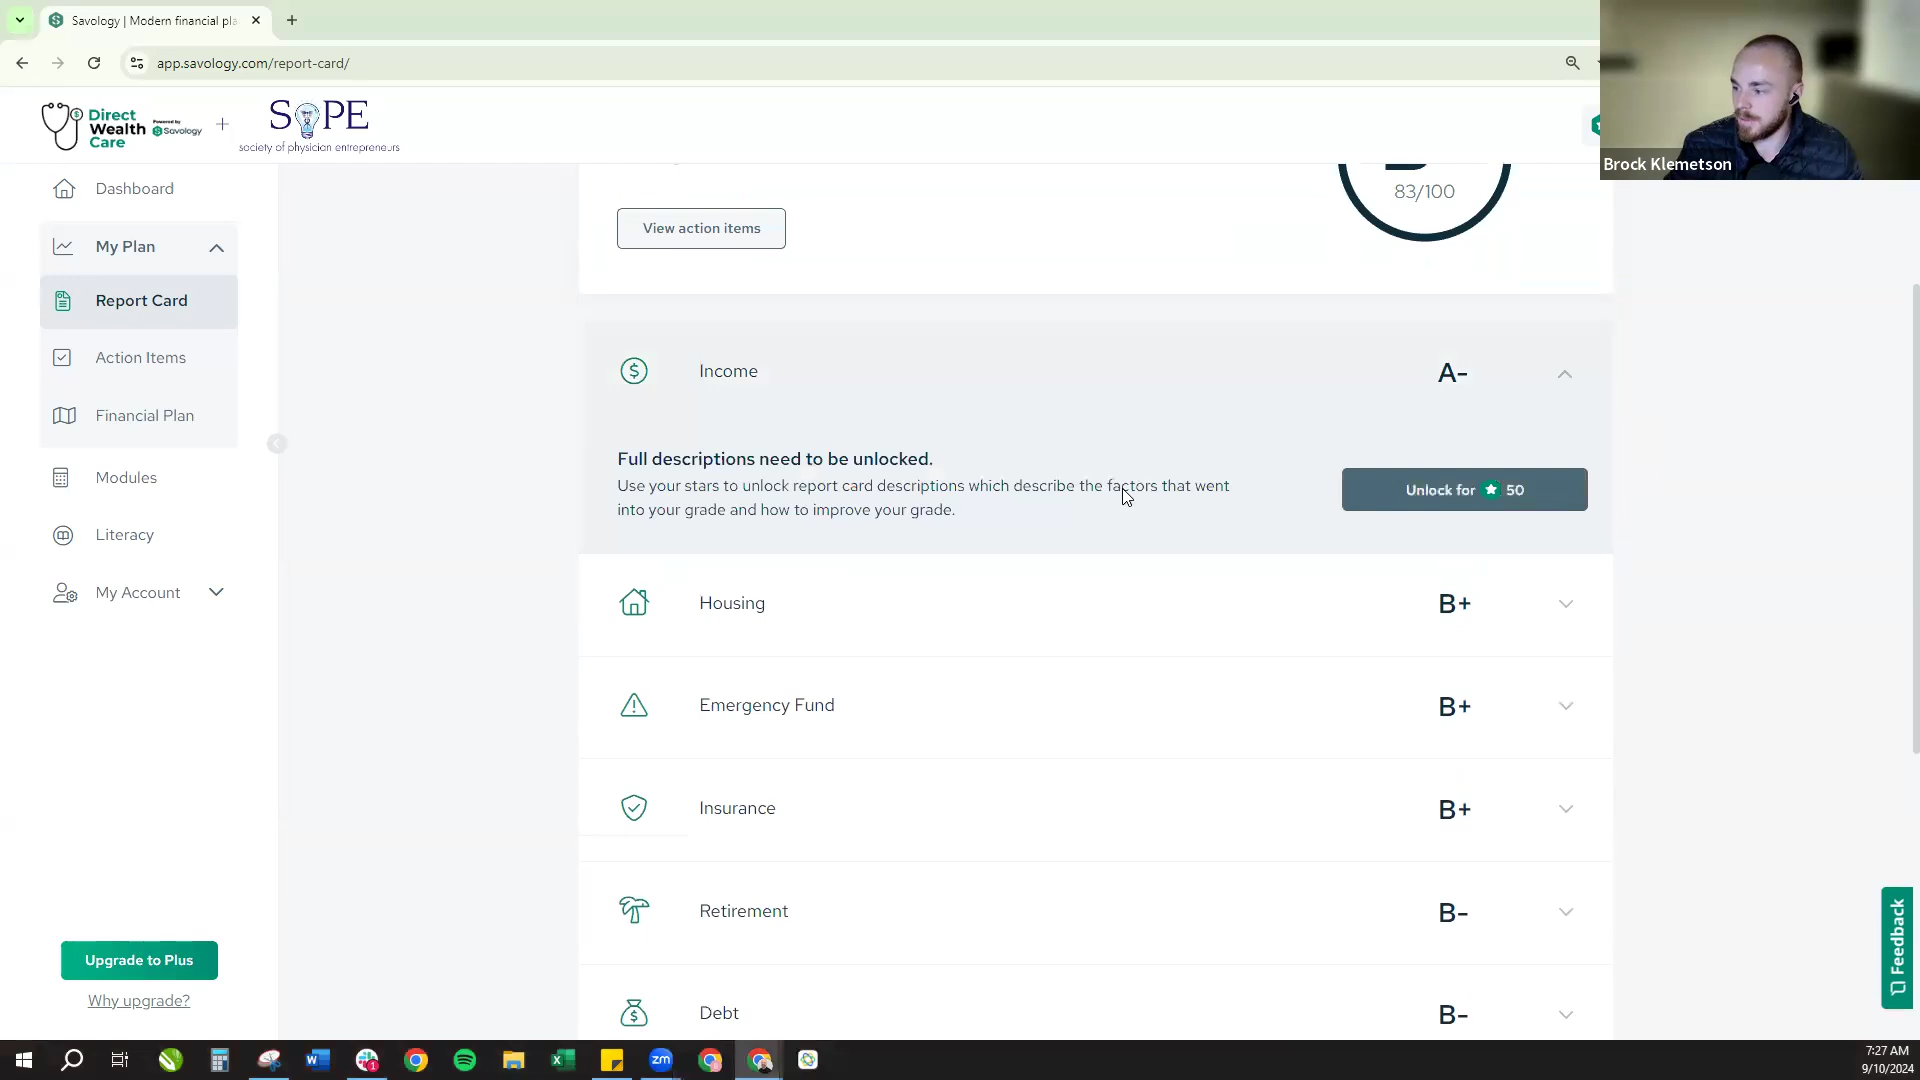 Savology | Modern financial pla
app.savology.com/report-card/
Brock Klemetson
Direct
Wealth
Care
Powered by
Savology
+
SOPE
society of physician entrepreneurs
Dashboard
My Plan
Report Card
Action Items
Financial Plan
Modules
Literacy
My Account
Upgrade to Plus
Why upgrade?
83/100
View action items
Income
A-
Full descriptions need to be unlocked.
Use your stars to unlock report card descriptions which describe the factors that went
into your grade and how to improve your grade.
Unlock for 50
Housing
B+
Emergency Fund
B+
Insurance
B+
Retirement
B-
Debt
B-
Feedback
zm
7:27 AM
9/10/2024